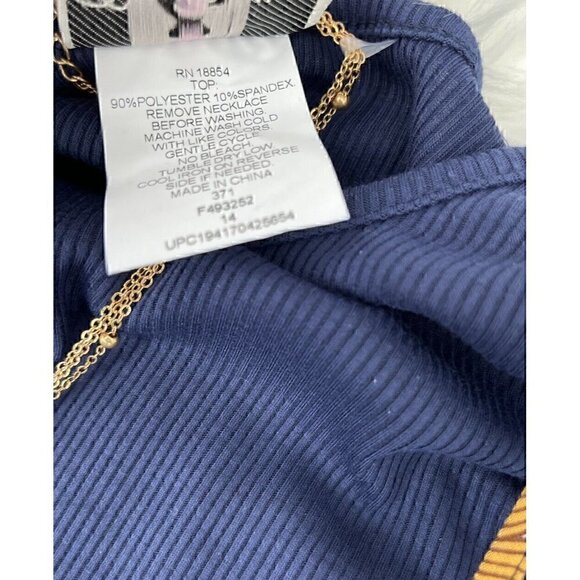 RN 18854
TOP:
90%POLYESTER 10%SPANDEX.
REMOVE NECKLACE
BEFORE WASHING
MACHINE WASH COLD
WITH LIKE COLORS.
GENTLE CYCLE
NO BLEACH.
TUMBLE DRY LOW.
COOL IRON ON REVERSE
SIDE IF NEEDED.
MADE IN CHINA
371
F493252
14
UPC194170425654